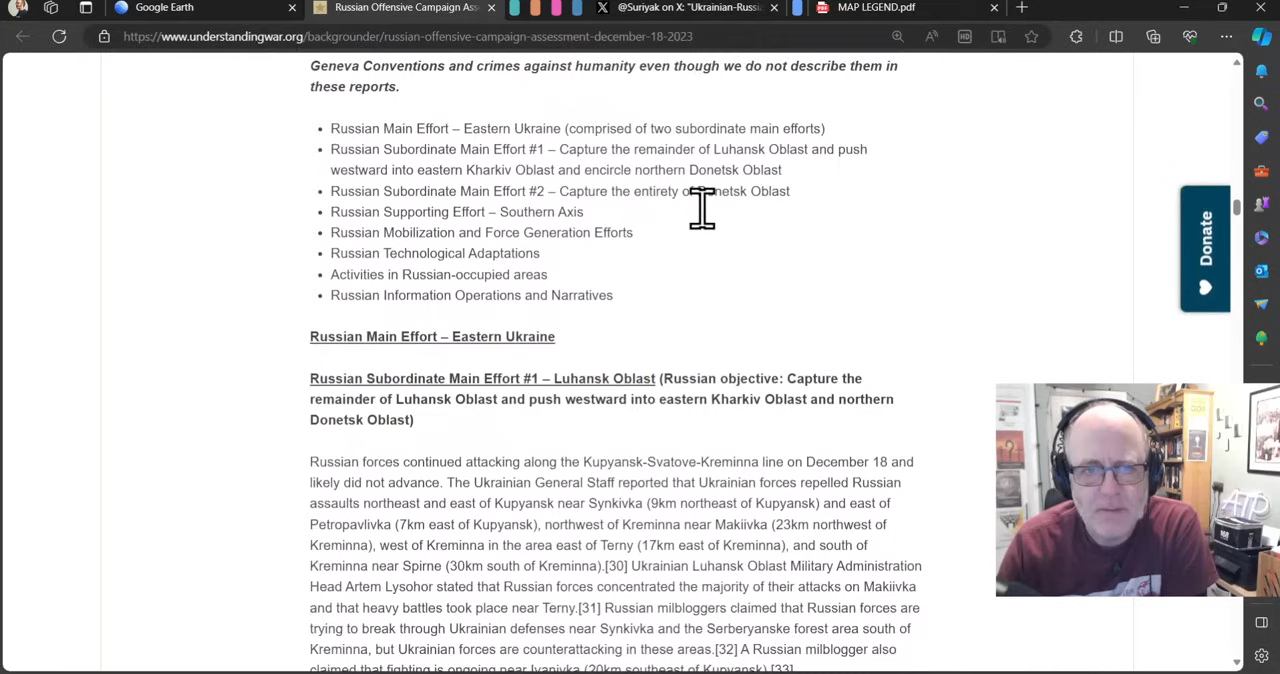 Google Earth
Russian Offensive Campaign Ass
@Suriyak on X: "Ukrainian-Russi
MAP LEGEND.pdf
https://www.understandingwar.org/backgrounder/russian-offensive-campaign-assessment-december-18-2023
Geneva Conventions and crimes against humanity even though we do not describe them in
these reports.
• Russian Main Effort – Eastern Ukraine (comprised of two subordinate main efforts)
• Russian Subordinate Main Effort #1 – Capture the remainder of Luhansk Oblast and push
westward into eastern Kharkiv Oblast and encircle northern Donetsk Oblast
• Russian Subordinate Main Effort #2 – Capture the entirety o netsk Oblast
• Russian Supporting Effort – Southern Axis
• Russian Mobilization and Force Generation Efforts
• Russian Technological Adaptations
• Activities in Russian-occupied areas
• Russian Information Operations and Narratives
Donate
Russian Main Effort – Eastern Ukraine
Russian Subordinate Main Effort #1 – Luhansk Oblast (Russian objective: Capture the
remainder of Luhansk Oblast and push westward into eastern Kharkiv Oblast and northern
Donetsk Oblast)
Russian forces continued attacking along the Kupyansk-Svatove-Kreminna line on December 18 and
likely did not advance. The Ukrainian General Staff reported that Ukrainian forces repelled Russian
assaults northeast and east of Kupyansk near Synkivka (9km northeast of Kupyansk) and east of
Petropavlivka (7km east of Kupyansk), northwest of Kreminna near Makiivka (23km northwest of
Kreminna), west of Kreminna in the area east of Terny (17km east of Kreminna), and south of
Kreminna near Spirne (30km south of Kreminna).[30] Ukrainian Luhansk Oblast Military Administration
Head Artem Lysohor stated that Russian forces concentrated the majority of their attacks on Makiivka
and that heavy battles took place near Terny.[31] Russian milbloggers claimed that Russian forces are
trying to break through Ukrainian defenses near Synkivka and the Serberyanske forest area south of
Kreminna, but Ukrainian forces are counterattacking in these areas.[32] A Russian milblogger also
claimed that fighting is ongoing near Ivanivka (20km southeast of Kupyansk).[33]